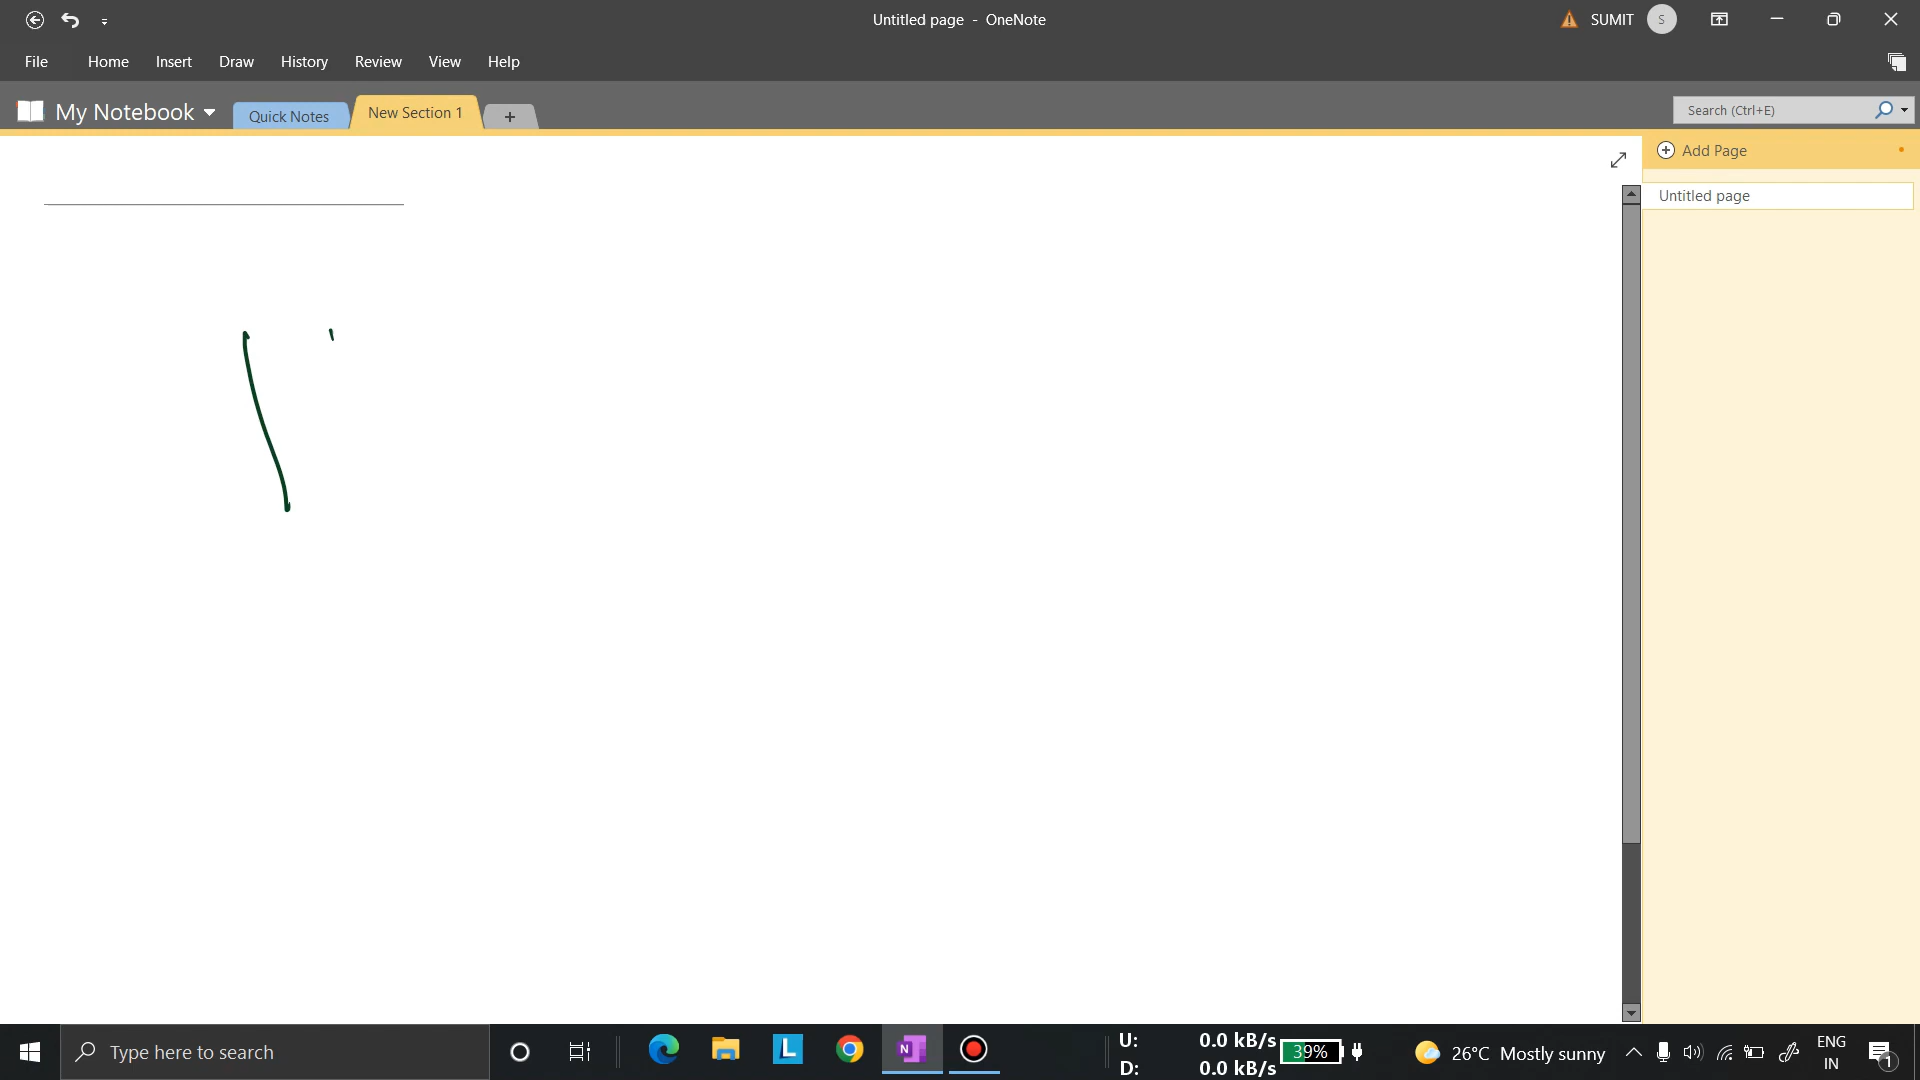 Untitled page - OneNote
SUMIT
S
File Home Insert Draw History Review View Help
My Notebook
Quick Notes
New Section 1
+
Search (Ctrl+E)
Add Page
Untitled page
Type here to search
L
N
U: 0.0 kB/s
D: 0.0 kB/s
39%
26°C Mostly sunny
ENG
IN
1